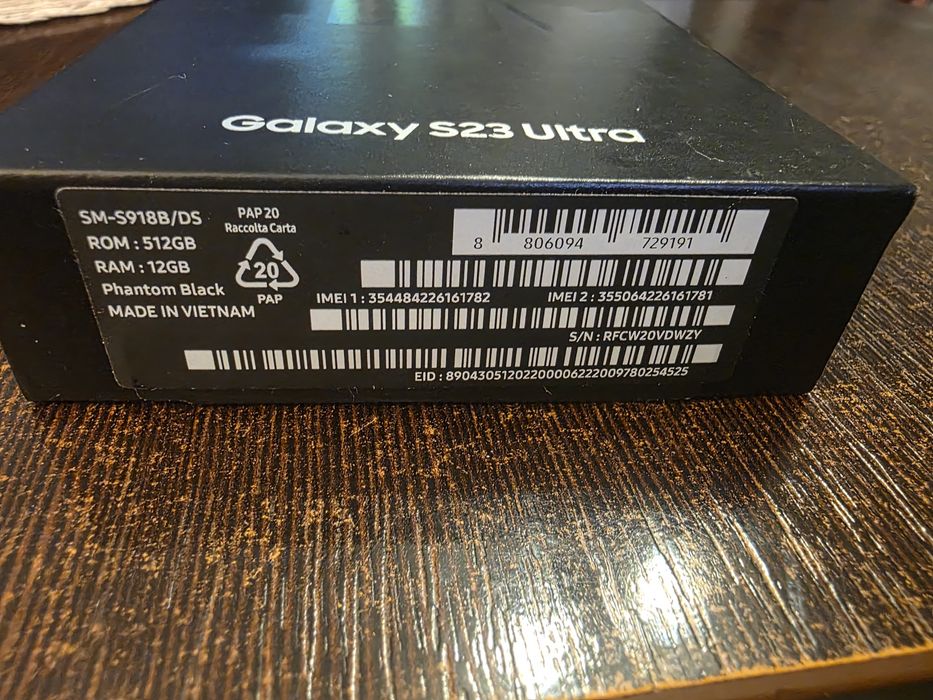 Galaxy S23 Ultra
SM-S918B/DS
ROM : 512GB
RAM : 12GB
Phantom Black
MADE IN VIETNAM
PAP 20
Raccolta Carta
20
PAP
8 806094 729191
IMEI 1 : 354484226161782 IMEI 2 : 355064226161781
S/N : RFCW20VDWZY
EID : 89043051202200006222009780254525